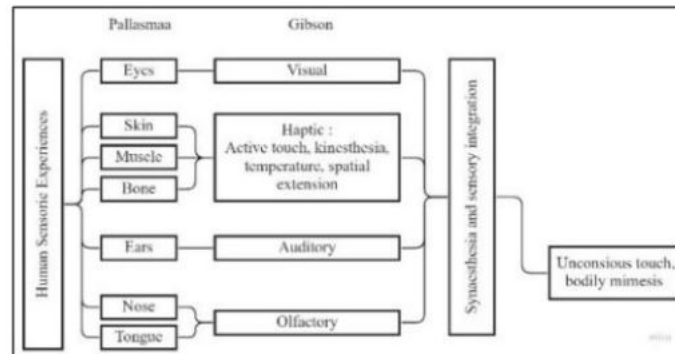 Pallasmaa
Gibson
Human Sensoric Experiences
Eyes
Skin
Muscle
Bone
Ears
Nose
Tongue
Visual
Haptic :
Active touch, kinesthesia,
temperature, spatial
extension
Auditory
Olfactory
Synaesthesia and sensory integration
Unconsious touch,
bodily mimesis